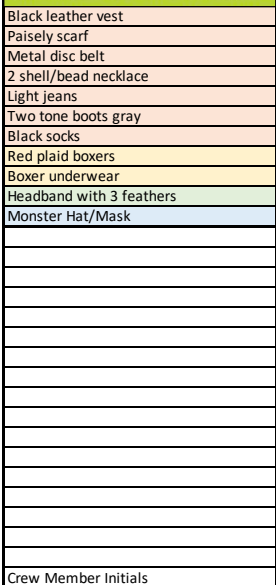 Black leather vest
Paisely scarf
Metal disc belt
2 shell/bead necklace
Light jeans
Two tone boots gray
Black socks
Red plaid boxers
Boxer underwear
Headband with 3 feathers
Monster Hat/Mask
Crew Member Initials